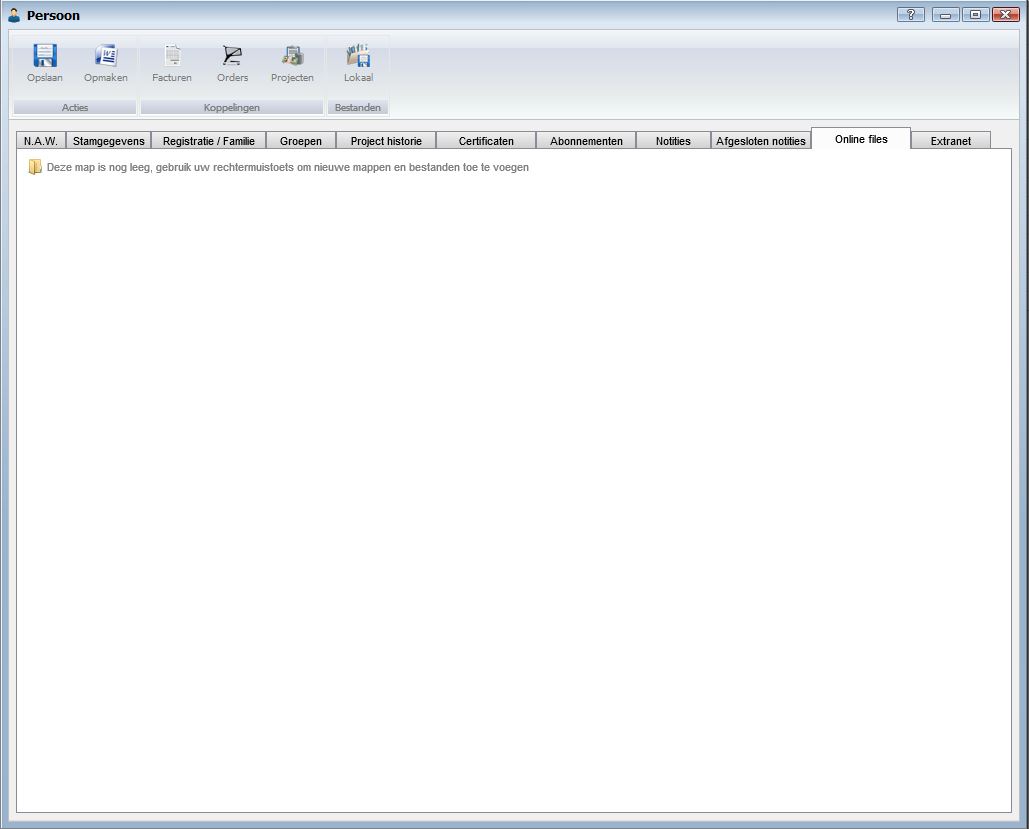 Persoon
?
Opslaan Opmaken Facturen Orders Projecten Lokaal
Acties Koppelingen Bestanden
N.A.W. Stamgegevens Registratie / Familie Groepen Project historie Certificaten Abonnementen Notities Afgesloten notities Online files Extranet
Deze map is nog leeg, gebruik uw rechtermuistoets om nieuwe mappen en bestanden toe te voegen